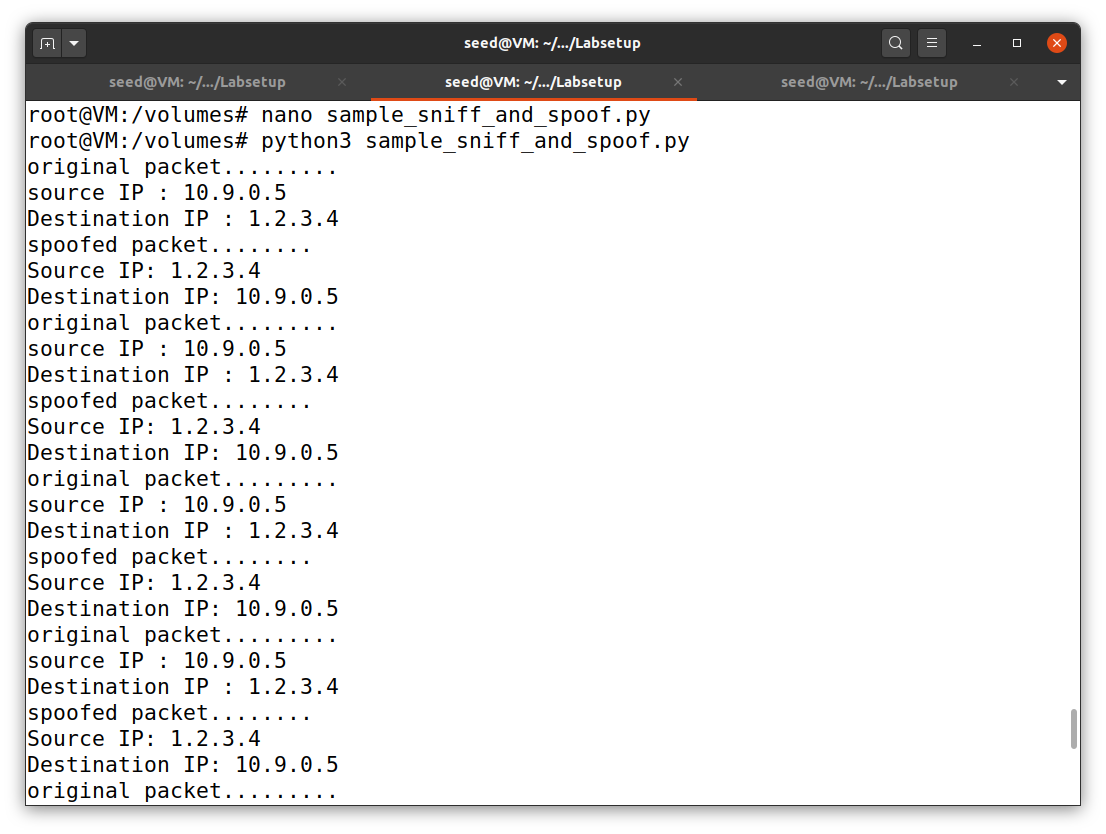 seed@VM: ~/.../Labsetup
seed@VM: ~/.../Labsetup seed@VM: ~/.../Labsetup seed@VM: ~/.../Labsetup
root@VM:/volumes# nano sample_sniff_and_spoof.py
root@VM:/volumes# python3 sample_sniff_and_spoof.py
original packet.........
source IP : 10.9.0.5
Destination IP : 1.2.3.4
spoofed packet........
Source IP: 1.2.3.4
Destination IP: 10.9.0.5
original packet.........
source IP : 10.9.0.5
Destination IP : 1.2.3.4
spoofed packet........
Source IP: 1.2.3.4
Destination IP: 10.9.0.5
original packet.........
source IP : 10.9.0.5
Destination IP : 1.2.3.4
spoofed packet........
Source IP: 1.2.3.4
Destination IP: 10.9.0.5
original packet.........
source IP : 10.9.0.5
Destination IP : 1.2.3.4
spoofed packet........
Source IP: 1.2.3.4
Destination IP: 10.9.0.5
original packet.........